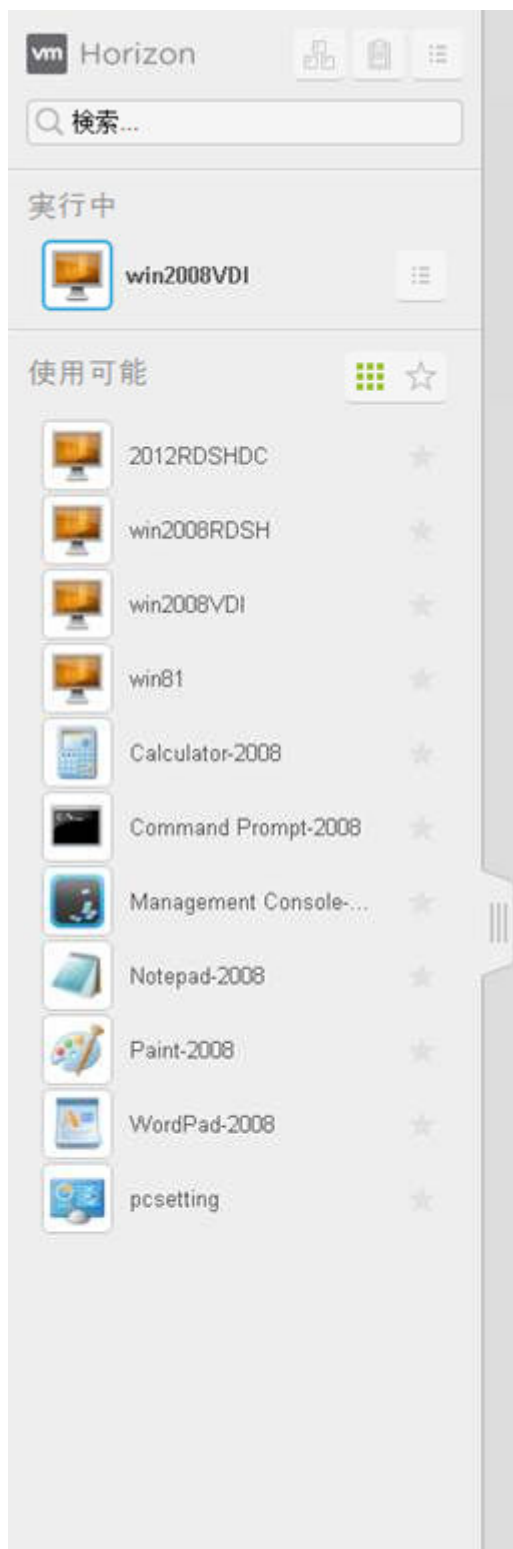 vm Horizon
検索...
実行中
win2008VDI
使用可能
2012RDSHDC
win2008RDSH
win2008VDI
win81
Calculator-2008
Command Prompt-2008
Management Console-...
Notepad-2008
Paint-2008
WordPad-2008
pcsetting